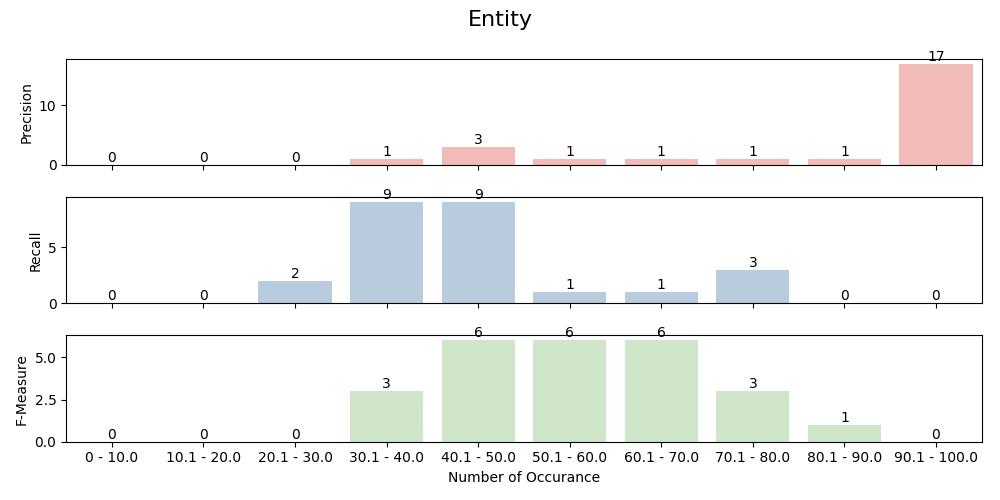 Entity
Precision
10
0
0 0 0 1 3 1 1 1 1 17
Recall
5
0
0 0 2 9 9 1 1 3 0 0
F-Measure
5.0
2.5
0.0
0 0 0 3 6 6 6 3 1 0
0 - 10.0 10.1 - 20.0 20.1 - 30.0 30.1 - 40.0 40.1 - 50.0 50.1 - 60.0 60.1 - 70.0 70.1 - 80.0 80.1 - 90.0 90.1 - 100.0
Number of Occurance